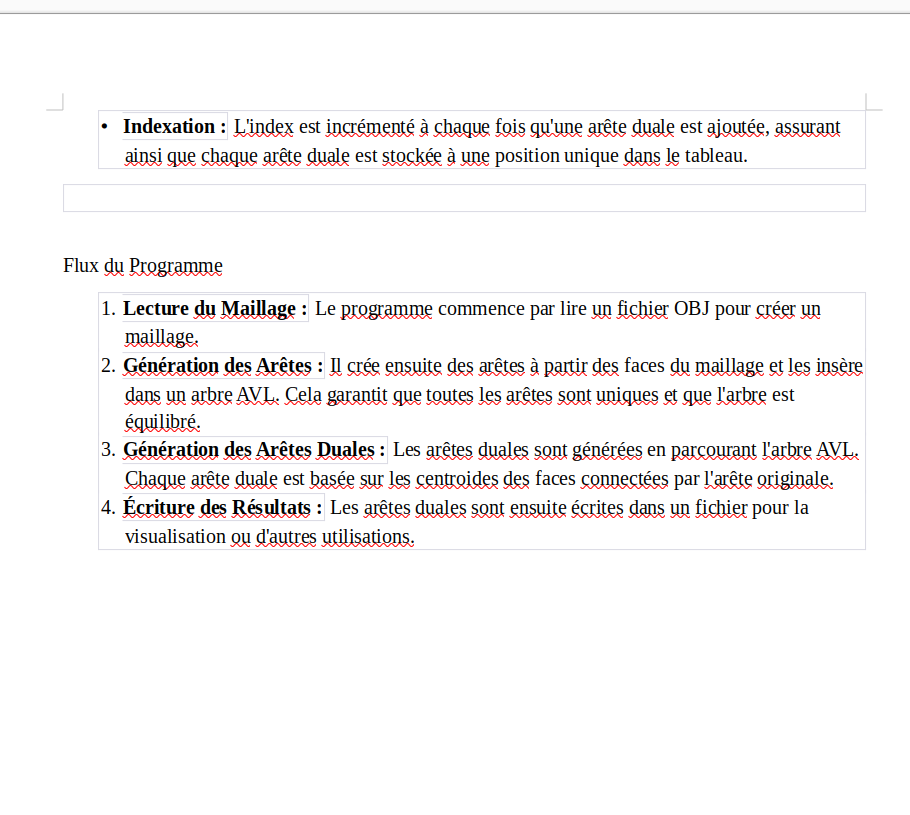 • Indexation : L'index est incrémenté à chaque fois qu'une arête duale est ajoutée, assurant
ainsi que chaque arête duale est stockée à une position unique dans le tableau.
Flux du Programme
1. Lecture du Maillage : Le programme commence par lire un fichier OBJ pour créer un
maillage.
2. Génération des Arêtes : Il crée ensuite des arêtes à partir des faces du maillage et les insère
dans un arbre AVL. Cela garantit que toutes les arêtes sont uniques et que l'arbre est
équilibré.
3. Génération des Arêtes Duales : Les arêtes duales sont générées en parcourant l'arbre AVL.
Chaque arête duale est basée sur les centroides des faces connectées par l'arête originale.
4. Écriture des Résultats : Les arêtes duales sont ensuite écrites dans un fichier pour la
visualisation ou d'autres utilisations.